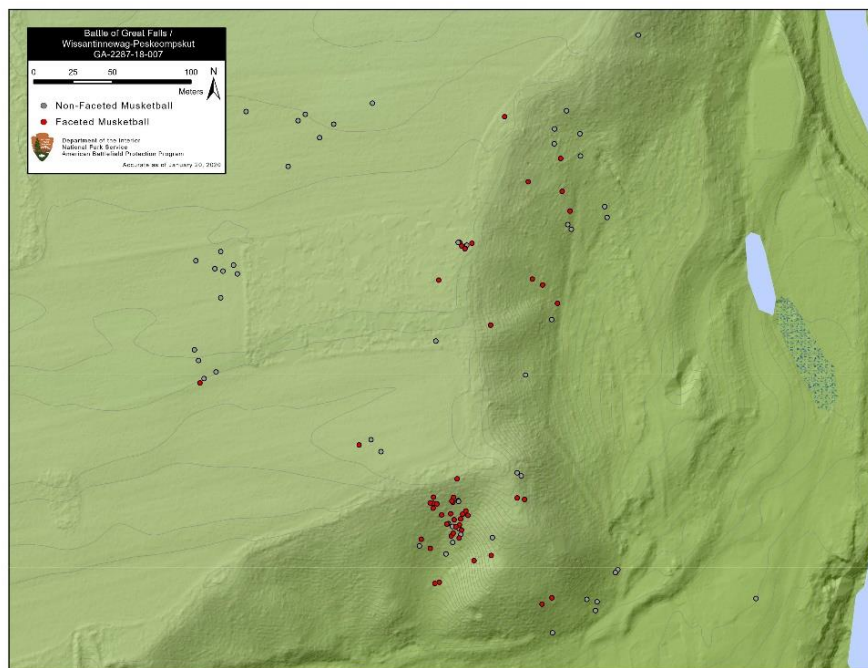 Battle of Great Falls /
Wissantinnewag-Peskeompskut
GA-2287-18-007
0 25 50 100
Meters
N
Non-Faceted Musketball
Faceted Musketball
Department of the Interior
National Park Service
American Battlefield Protection Program
Accurate as of January 30, 2020